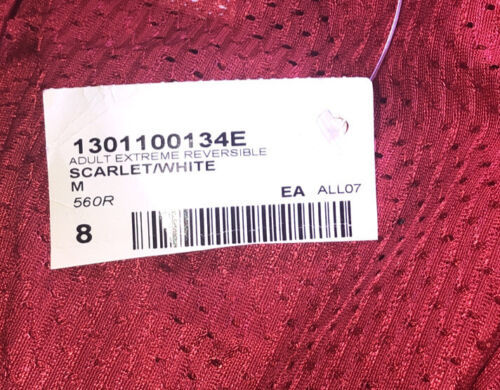 1301100134E
ADULT EXTREME REVERSIBLE
SCARLET/WHITE
M
560R EA ALL07
8